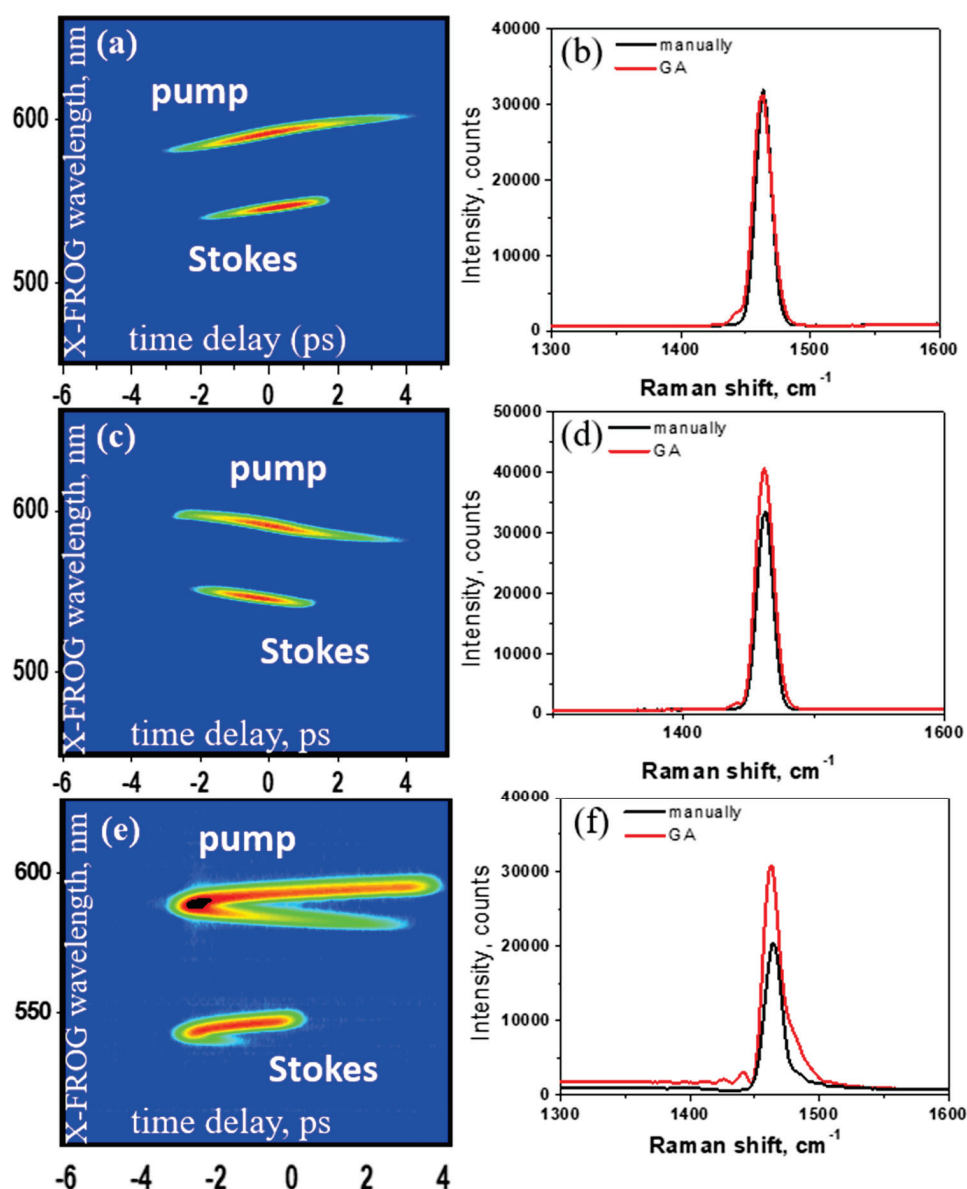 (a)
pump
Stokes
X-FROG wavelength, nm
time delay (ps)
600
500
-6 -4 -2 0 2 4
(b)
manually
GA
Intensity, counts
40000
30000
20000
10000
0
1300 1400 1500 1600
Raman shift, cm-1
(c)
pump
Stokes
X-FROG wavelength, nm
time delay, ps
600
500
-6 -4 -2 0 2 4
(d)
manually
GA
Intensity, counts
50000
40000
30000
20000
10000
0
1400 1600
Raman shift, cm-1
(e)
pump
Stokes
X-FROG wavelength, nm
time delay, ps
600
550
-6 -4 -2 0 2 4
(f)
manually
GA
Intensity, counts
40000
30000
20000
10000
0
1300 1400 1500 1600
Raman shift, cm-1